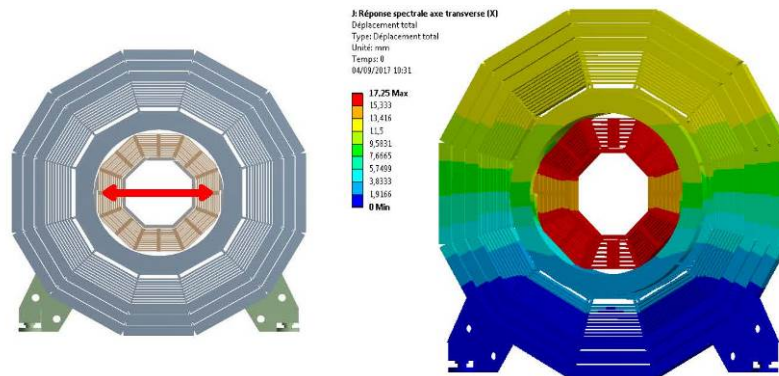 J: Réponse spectrale axe transverse (X)
Déplacement total
Type: Déplacement total
Unité: mm
Temps: 0
04/09/2017 10:31
17,25 Max
15,333
13,416
11,5
9,5831
7,6665
5,7499
3,8333
1,9166
0 Min